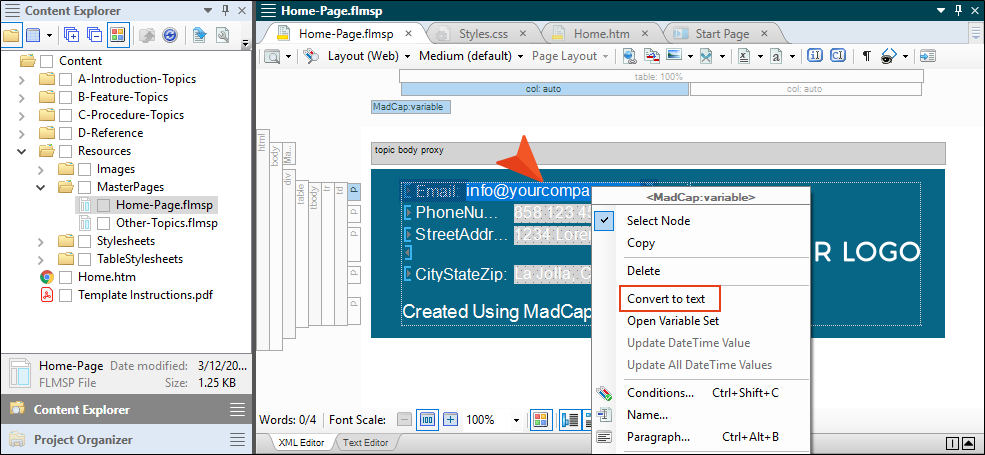 Content Explorer
Content
A-Introduction-Topics
B-Feature-Topics
C-Procedure-Topics
D-Reference
Resources
Images
MasterPages
Home-Page.flmsp
Other-Topics.flmsp
Stylesheets
TableStylesheets
Home.htm
Template Instructions.pdf
Home-Page Date modified: 3/12/20...
FLMSP File Size: 1.25 KB
Content Explorer
Project Organizer
Home-Page.flmsp
Home-Page.flmsp Styles.css Home.htm Start Page
Layout (Web) Medium (default) Page Layout
table: 100%
col: auto col: auto
MadCap:variable
html
body
Ma..
div
table
tbody
tr
td
p
p
p
p
p
topic body proxy
Email: info@yourcompa
PhoneNu... 858 123 4
StreetAddr... 1234 Lore
CityStateZip: La Jolla, C
Created Using MadCap
R LOGO
<MadCap:variable>
Select Node
Copy
Delete
Convert to text
Open Variable Set
Update DateTime Value
Update All DateTime Values
Conditions... Ctrl+Shift+C
Name...
Paragraph... Ctrl+Alt+B
Words: 0/4 Font Scale: 100 100%
XML Editor Text Editor